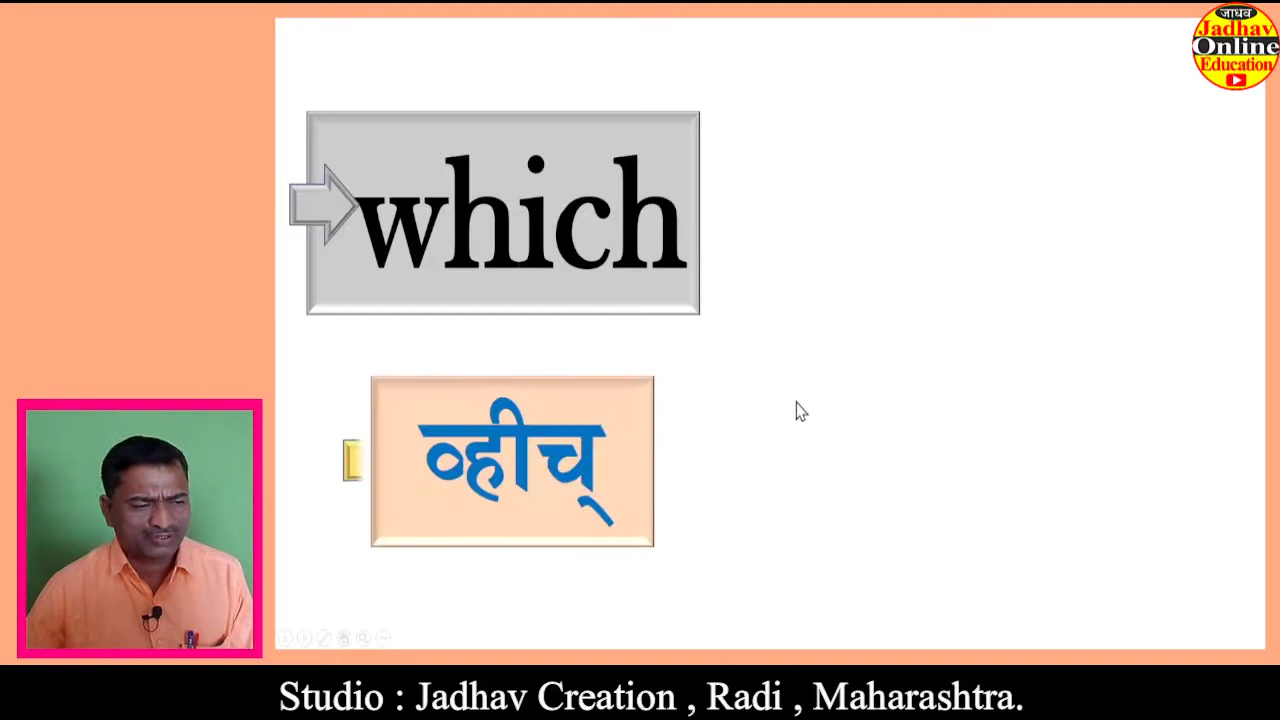 जाधव
Jadhav
Online
Education
which
व्हीच्
Studio : Jadhav Creation , Radi , Maharashtra.